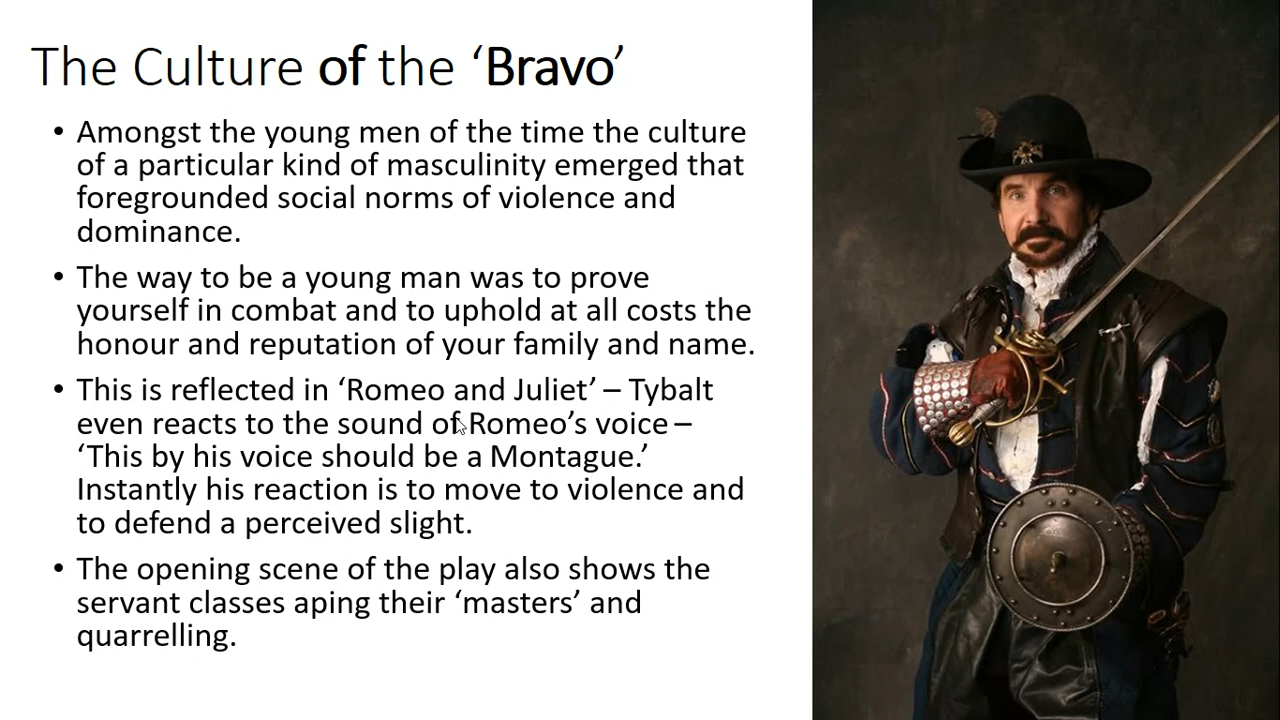 The Culture of the ‘Bravo’
• Amongst the young men of the time the culture
of a particular kind of masculinity emerged that
foregrounded social norms of violence and
dominance.
• The way to be a young man was to prove
yourself in combat and to uphold at all costs the
honour and reputation of your family and name.
• This is reflected in ‘Romeo and Juliet’ – Tybalt
even reacts to the sound of Romeo’s voice –
‘This by his voice should be a Montague.’
Instantly his reaction is to move to violence and
to defend a perceived slight.
• The opening scene of the play also shows the
servant classes aping their ‘masters’ and
quarrelling.